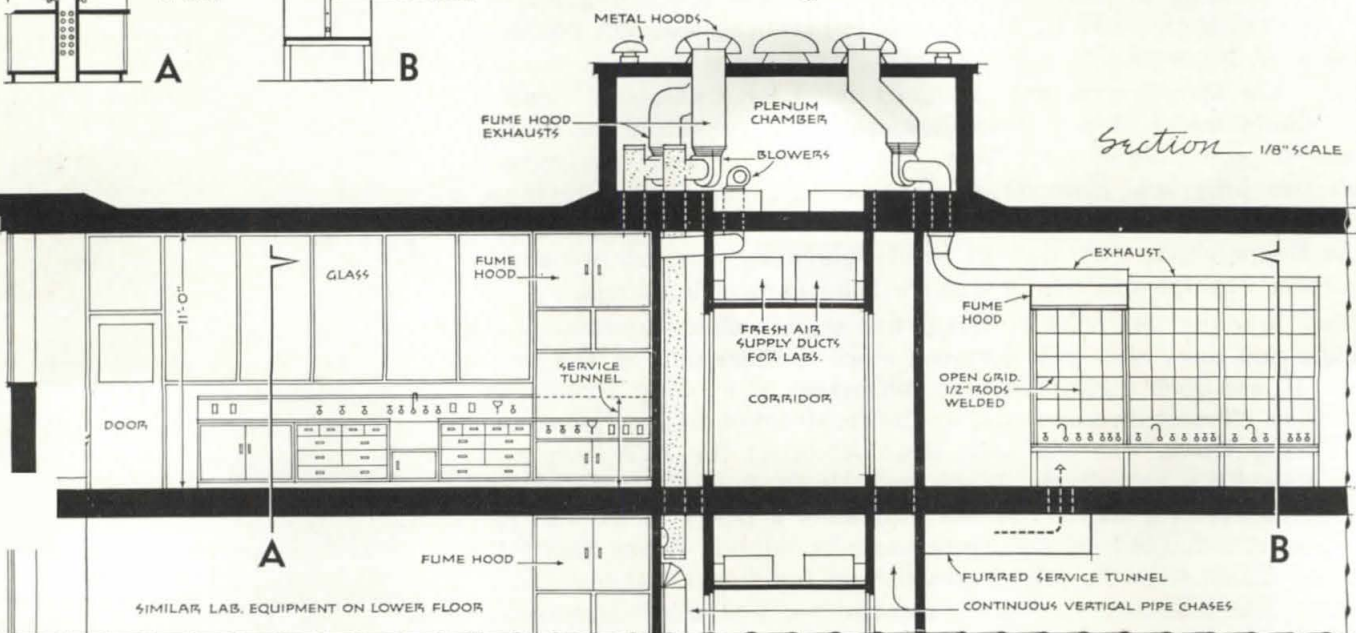 METAL HOODS
A
B
FUME HOOD
EXHAUSTS
PLENUM
CHAMBER
BLOWERS
Section 1/8" SCALE
11'-0"
GLASS
FUME
HOOD
EXHAUST
FUME
HOOD
FRESH AIR
SUPPLY DUCTS
FOR LABS.
SERVICE
TUNNEL
OPEN GRID.
1/2" RODS
WELDED
CORRIDOR
DOOR
A
B
FUME HOOD
FURRED SERVICE TUNNEL
SIMILAR LAB. EQUIPMENT ON LOWER FLOOR
CONTINUOUS VERTICAL PIPE CHASES